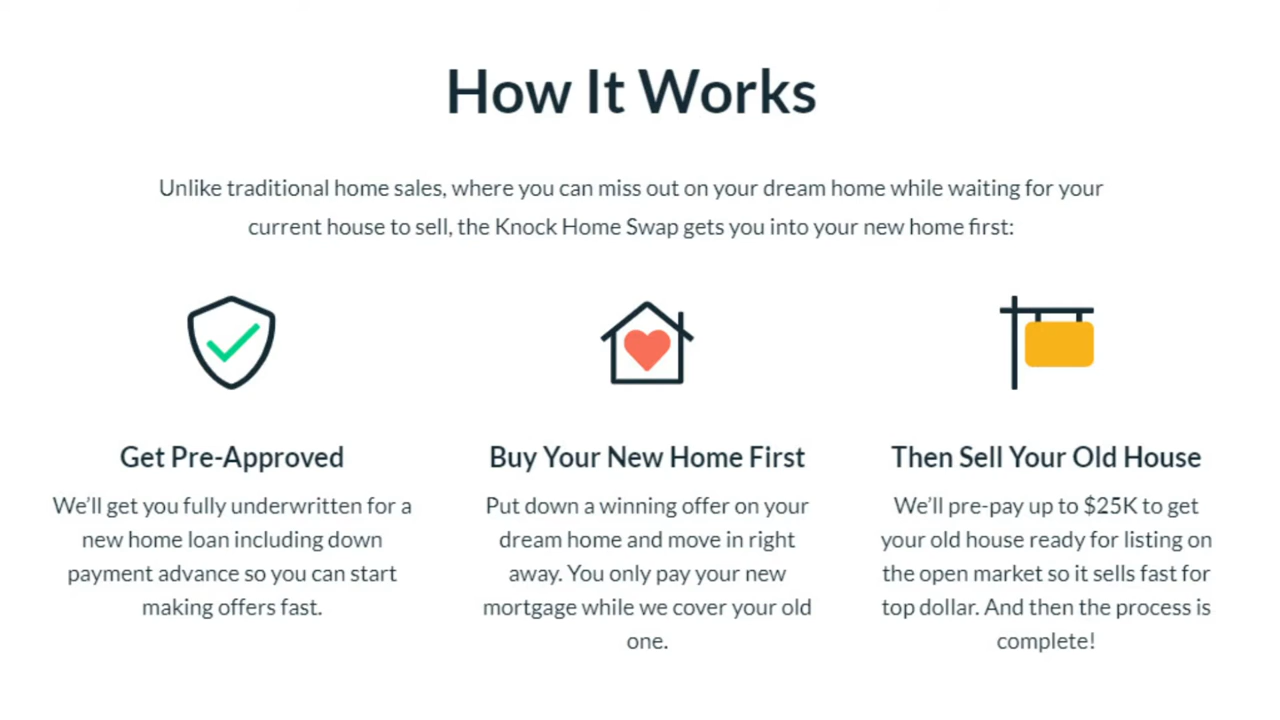 How It Works
Unlike traditional home sales, where you can miss out on your dream home while waiting for your
current house to sell, the Knock Home Swap gets you into your new home first:
Get Pre-Approved
We'll get you fully underwritten for a
new home loan including down
payment advance so you can start
making offers fast.
Buy Your New Home First
Put down a winning offer on your
dream home and move in right
away. You only pay your new
mortgage while we cover your old
one.
Then Sell Your Old House
We'll pre-pay up to $25K to get
your old house ready for listing on
the open market so it sells fast for
top dollar. And then the process is
complete!